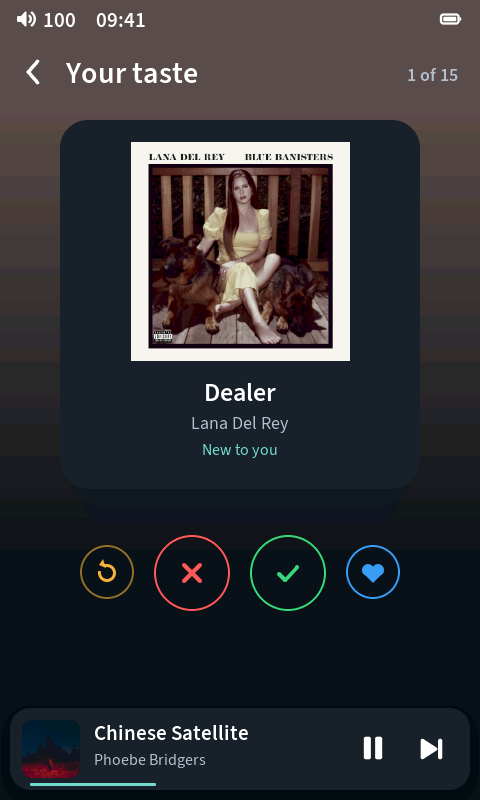 100 09:41
Your taste
1 of 15
LANA DEL REY BLUE BANISTERS
Dealer
Lana Del Rey
New to you
Chinese Satellite
Phoebe Bridgers